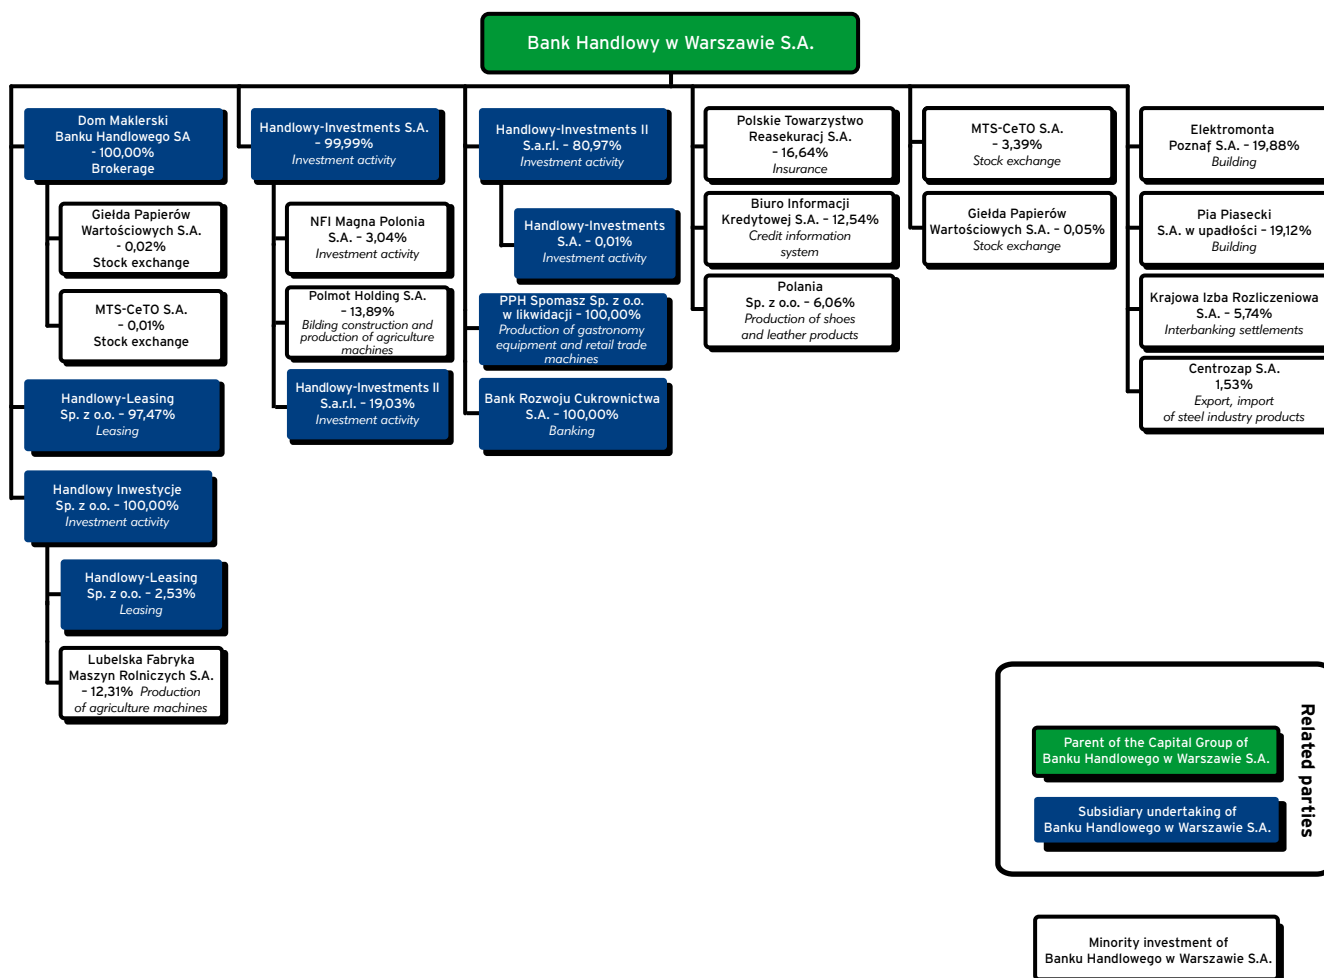 Bank Handlowy w Warszawie S.A.
Dom Maklerski
Banku Handlowego SA
- 100,00%
Brokerage
Giełda Papierów
Wartościowych S.A.
– 0,02%
Stock exchange
MTS-CeTO S.A.
– 0,01%
Stock exchange
Handlowy-Leasing
Sp. z o.o. – 97,47%
Leasing
Handlowy Inwestycje
Sp. z o.o. – 100,00%
Investment activity
Handlowy-Leasing
Sp. z o.o. – 2,53%
Leasing
Lubelska Fabryka
Maszyn Rolniczych S.A.
– 12,31% Production
of agriculture machines
Handlowy-Investments S.A.
– 99,99%
Investment activity
NFI Magna Polonia
S.A. – 3,04%
Investment activity
Polmot Holding S.A.
– 13,89%
Bilding construction and
production of agriculture
machines
Handlowy-Investments II
S.a.r.l. – 19,03%
Investment activity
Handlowy-Investments II
S.a.r.l. – 80,97%
Investment activity
Handlowy-Investments
S.A. – 0,01%
Investment activity
PPH Spomasz Sp. z o.o.
w likwidacji – 100,00%
Production of gastronomy
equipment and retail trade
machines
Bank Rozwoju Cukrownictwa
S.A. – 100,00%
Banking
Polskie Towarzystwo
Reasekuracj S.A.
– 16,64%
Insurance
Biuro Informacji
Kredytowej S.A. – 12,54%
Credit information
system
Polania
Sp. z o.o. – 6,06%
Production of shoes
and leather products
MTS-CeTO S.A.
– 3,39%
Stock exchange
Giełda Papierów
Wartościowych S.A. – 0,05%
Stock exchange
Elektromonta
Poznaƒ S.A. – 19,88%
Building
Pia Piasecki
S.A. w upadłości – 19,12%
Building
Krajowa Izba Rozliczeniowa
S.A. – 5,74%
Interbanking settlements
Centrozap S.A.
1,53%
Export, import
of steel industry products
Related parties
Parent of the Capital Group of
Banku Handlowego w Warszawie S.A.
Subsidiary undertaking of
Banku Handlowego w Warszawie S.A.
Minority investment of
Banku Handlowego w Warszawie S.A.